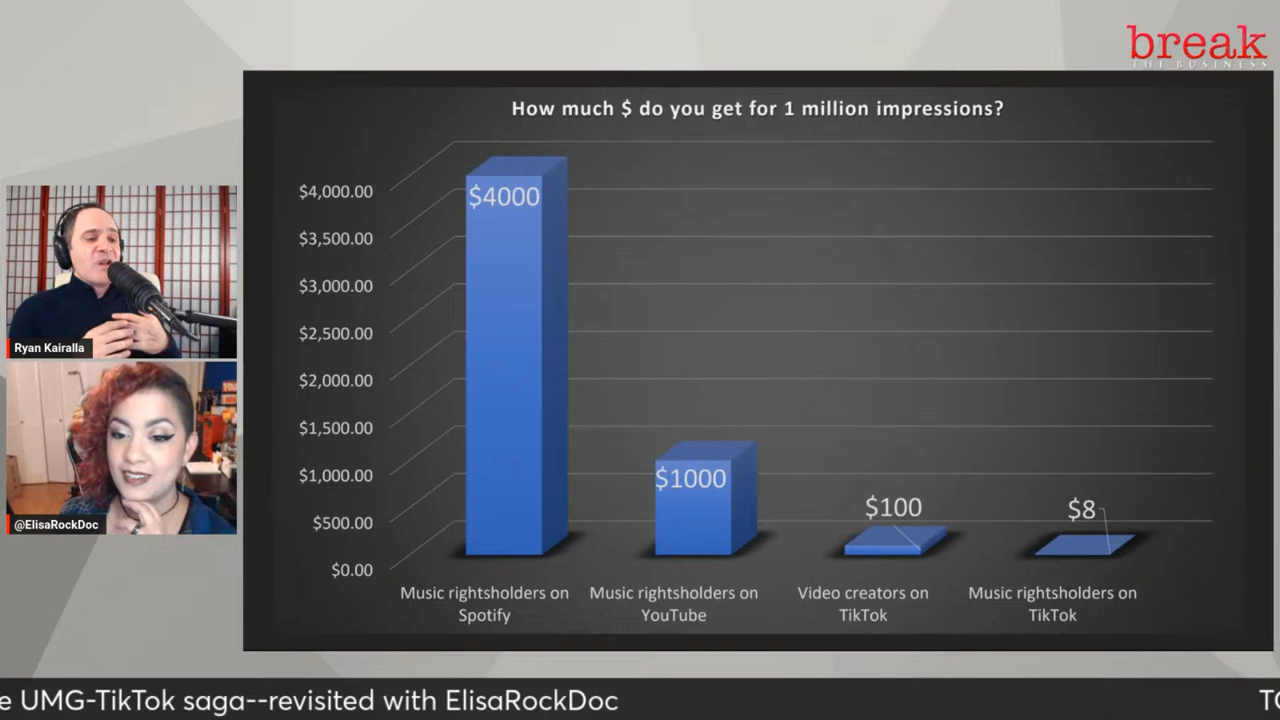 break
THE BUSINESS
How much $ do you get for 1 million impressions?
$4,000.00
$3,500.00
$3,000.00
$2,500.00
$2,000.00
$1,500.00
$1,000.00
$500.00
$0.00
$4000
$1000
$100
$8
Music rightsholders on
Spotify
Music rightsholders on
YouTube
Video creators on
TikTok
Music rightsholders on
TikTok
Ryan Kairalla
@ElisaRockDoc
e UMG-TikTok saga--revisited with ElisaRockDoc